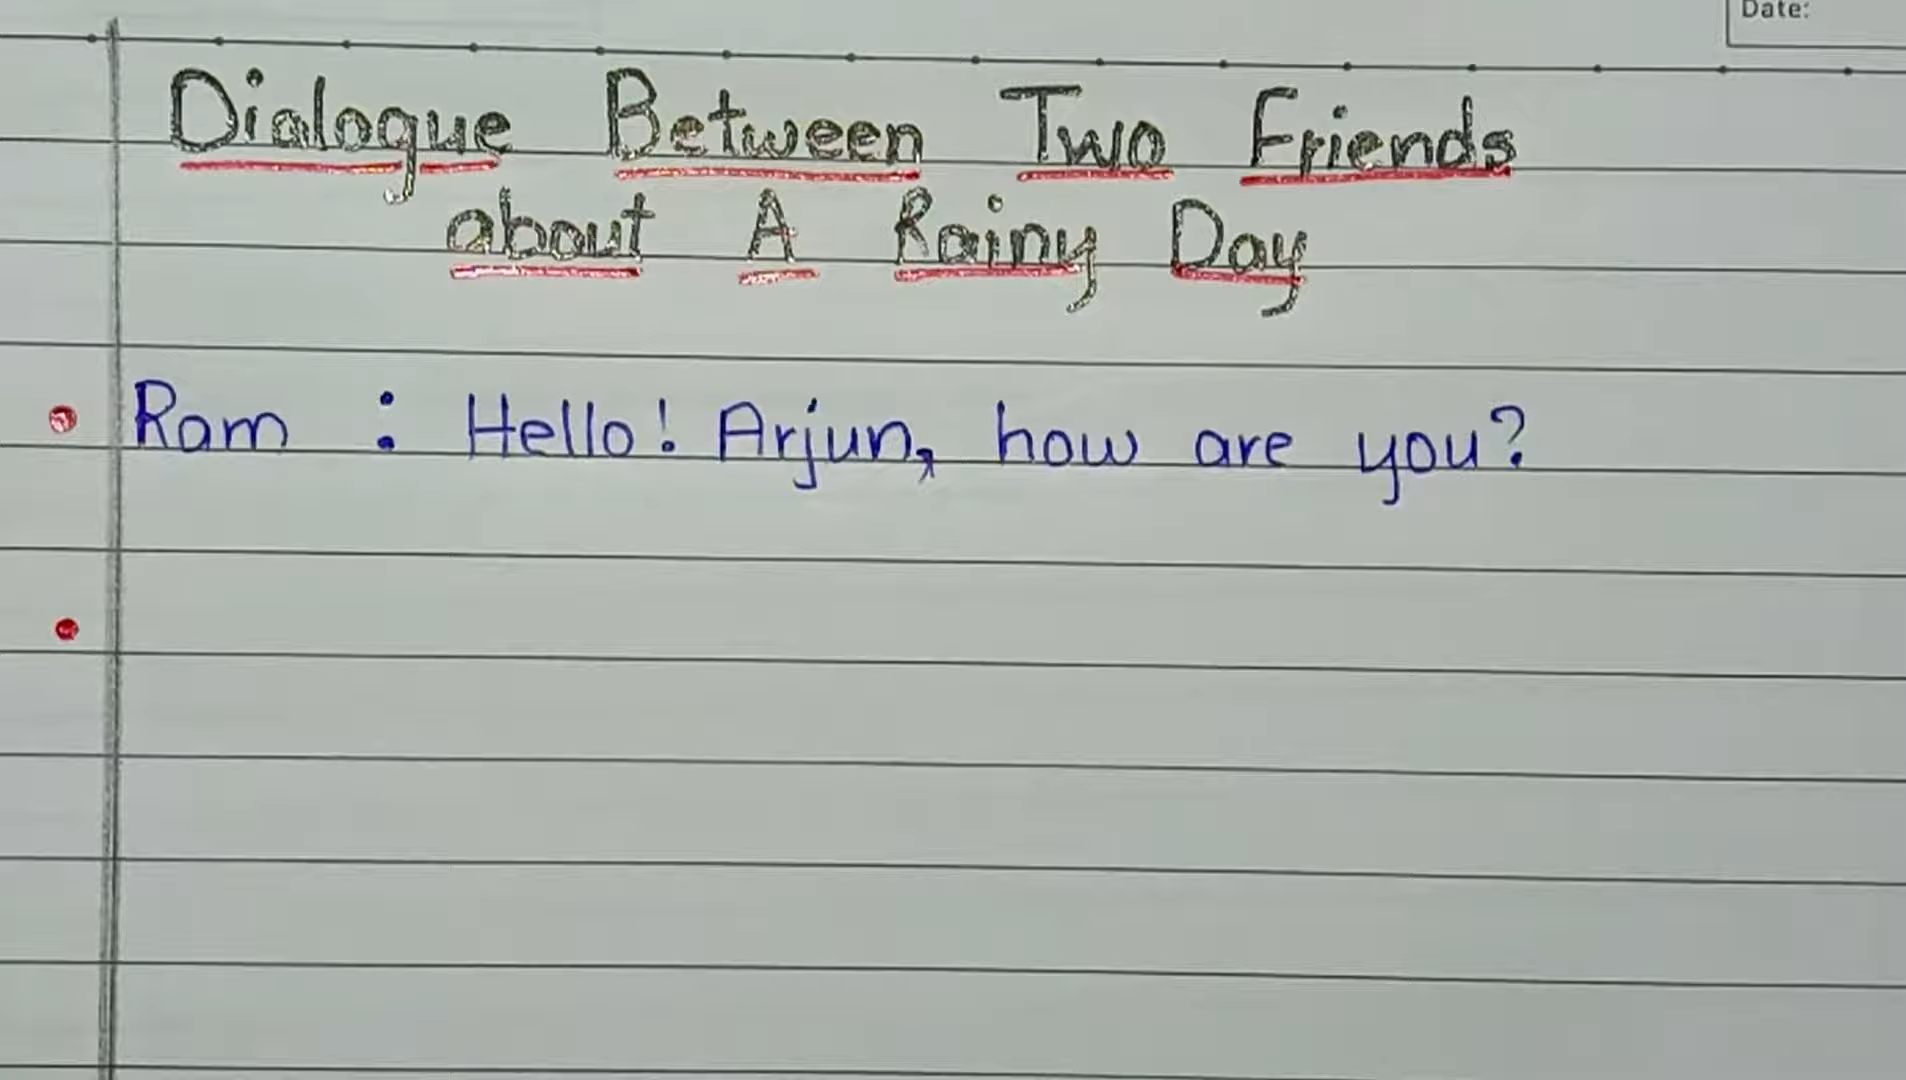 Date:
Dialogue Between Two Friends
about A Rainy Day
Ram : Hello! Arjun, how are you?